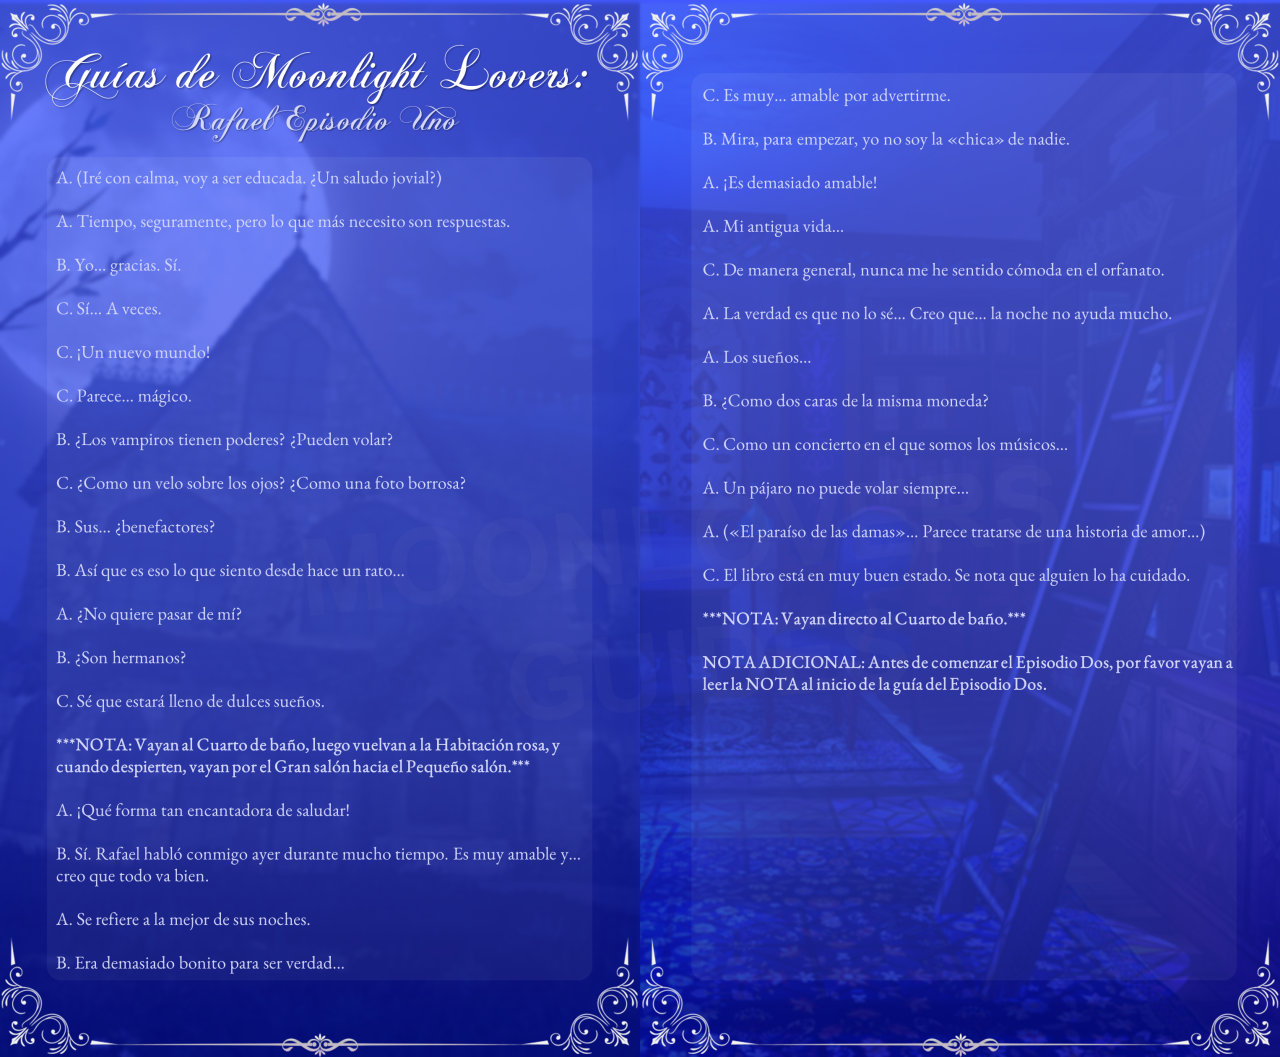 Guías de Moonlight Lovers:
Rafael Episodio Uno
A. (Iré con calma, voy a ser educada. ¿Un saludo jovial?)
A. Tiempo, seguramente, pero lo que más necesito son respuestas.
B. Yo... gracias. Sí.
C. Sí... A veces.
C. ¡Un nuevo mundo!
C. Parece... mágico.
B. ¿Los vampiros tienen poderes? ¿Pueden volar?
C. ¿Como un velo sobre los ojos? ¿Como una foto borrosa?
B. Sus... ¿benefactores?
B. Así que es eso lo que siento desde hace un rato...
A. ¿No quiere pasar de mí?
B. ¿Son hermanos?
C. Sé que estará lleno de dulces sueños.
***NOTA: Vayan al Cuarto de baño, luego vuelvan a la Habitación rosa, y
cuando despierten, vayan por el Gran salón hacia el Pequeño salón.***
A. ¡Qué forma tan encantadora de saludar!
B. Sí. Rafael habló conmigo ayer durante mucho tiempo. Es muy amable y...
creo que todo va bien.
A. Se refiere a la mejor de sus noches.
B. Era demasiado bonito para ser verdad...
C. Es muy... amable por advertirme.
B. Mira, para empezar, yo no soy la «chica» de nadie.
A. ¡Es demasiado amable!
A. Mi antigua vida...
C. De manera general, nunca me he sentido cómoda en el orfanato.
A. La verdad es que no lo sé... Creo que... la noche no ayuda mucho.
A. Los sueños...
B. ¿Como dos caras de la misma moneda?
C. Como un concierto en el que somos los músicos...
A. Un pájaro no puede volar siempre...
A. («El paraíso de las damas»... Parece tratarse de una historia de amor...)
C. El libro está en muy buen estado. Se nota que alguien lo ha cuidado.
***NOTA: Vayan directo al Cuarto de baño.***
NOTA ADICIONAL: Antes de comenzar el Episodio Dos, por favor vayan a
leer la NOTA al inicio de la guía del Episodio Dos.